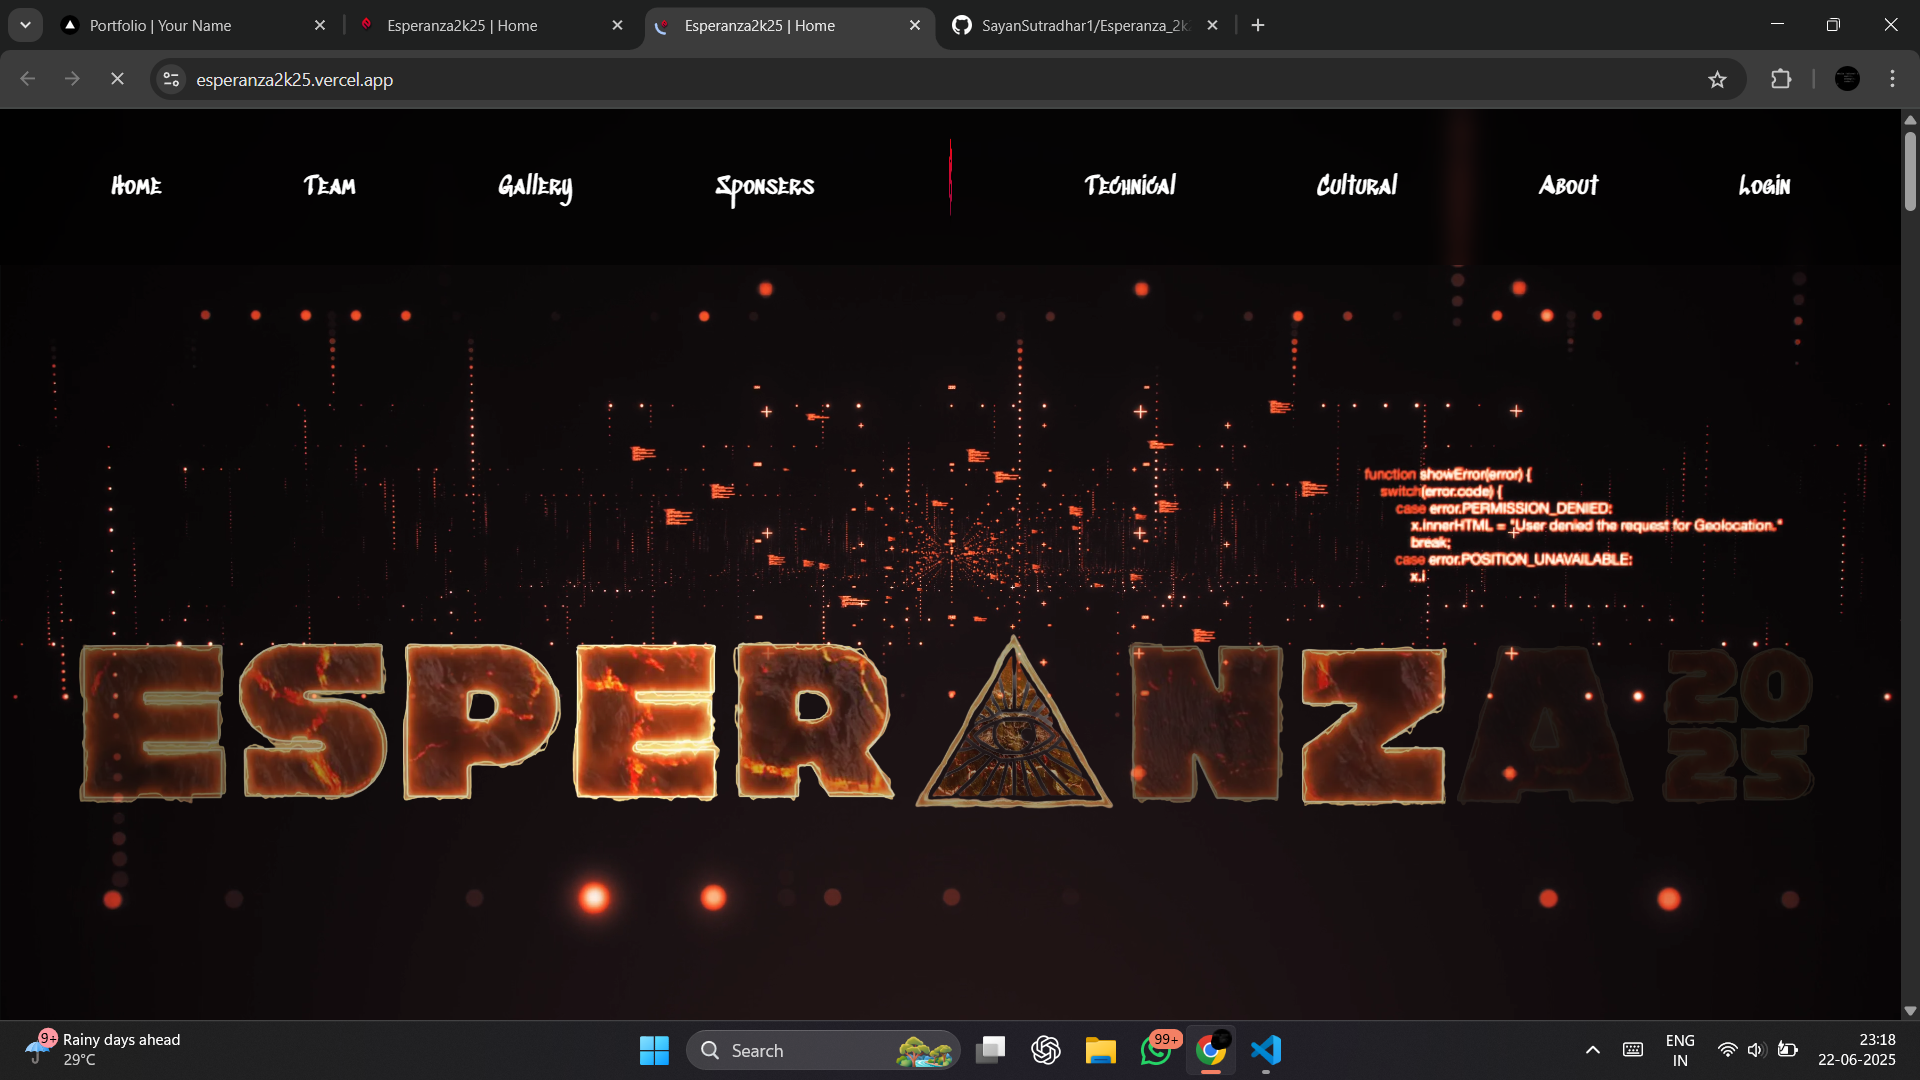 Portfolio | Your Name
Esperanza2k25 | Home
Esperanza2k25 | Home
SayanSutradhar1/Esperanza_2k
esperanza2k25.vercel.app
Home
Team
Gallery
Sponsers
Technical
Cultural
About
Login
function showError(error) {
switch(error.code) {
case error.PERMISSION_DENIED:
x.innerHTML = "User denied the request for Geolocation."
break;
case error.POSITION_UNAVAILABLE:
x.i
ESPERANZA 2025
9+
Rainy days ahead
29°C
Search
99+
ENG
IN
23:18
22-06-2025